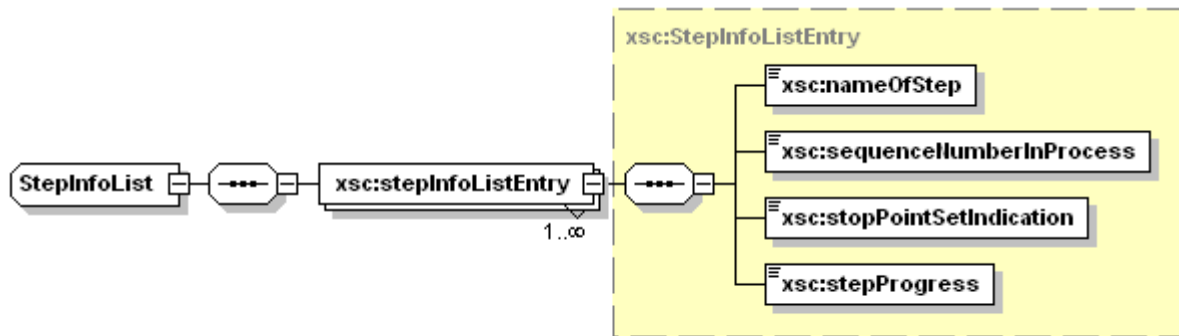 xsc:StepInfoListEntry
xsc:nameOfStep
xsc:sequenceNumberInProcess
StepInfoList
xsc:stepInfoListEntry
1..∞
xsc:stopPointSetIndication
xsc:stepProgress